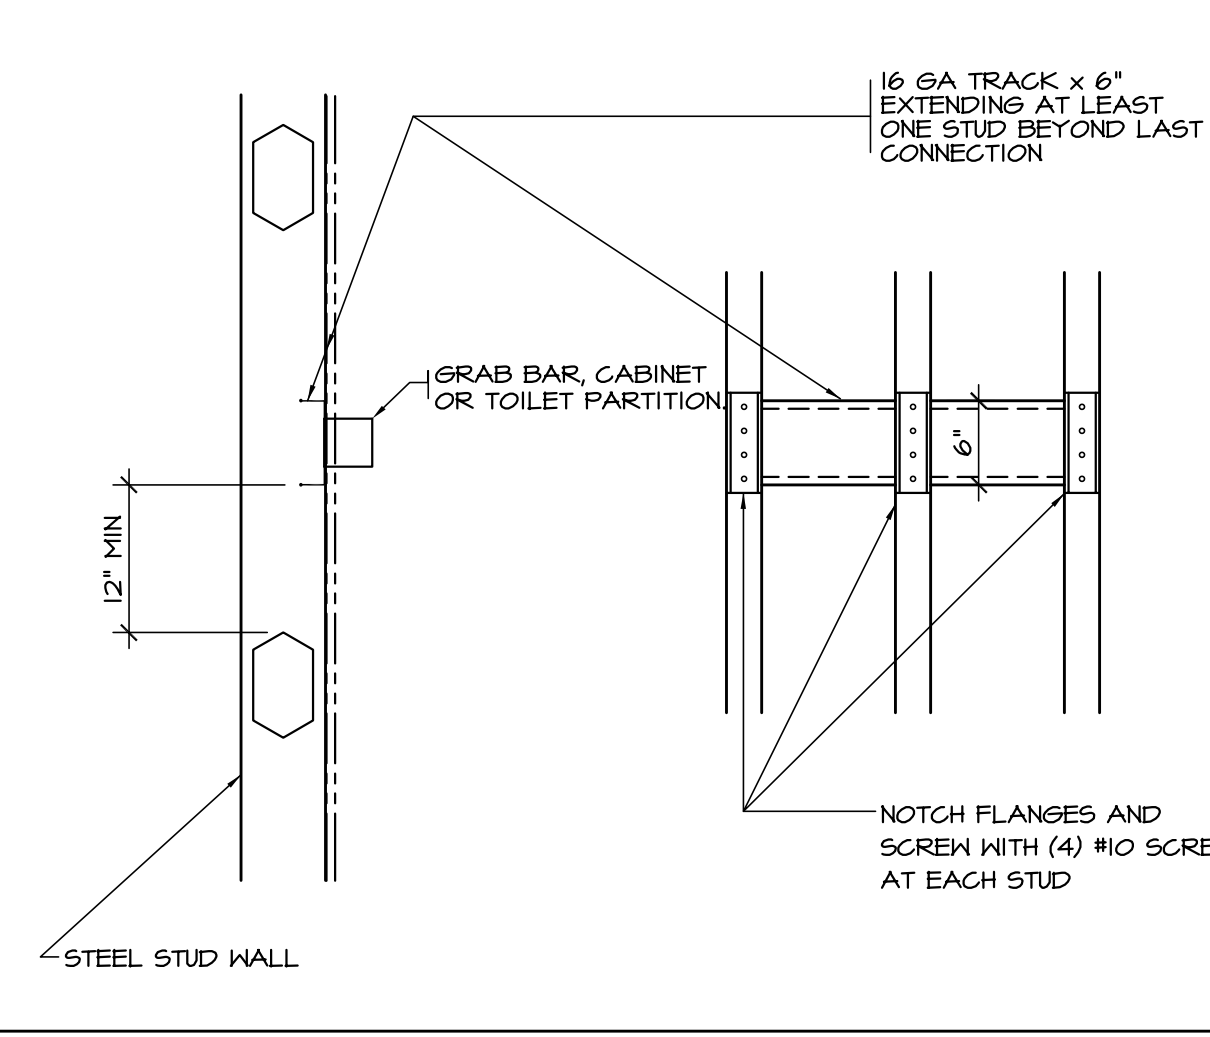 16 GA TRACK x 6"
EXTENDING AT LEAST
ONE STUD BEYOND LAST
CONNECTION
GRAB BAR, CABINET
OR TOILET PARTITION.
6"
12" MIN
NOTCH FLANGES AND
SCREW WITH (4) #10 SCRE
AT EACH STUD
STEEL STUD WALL